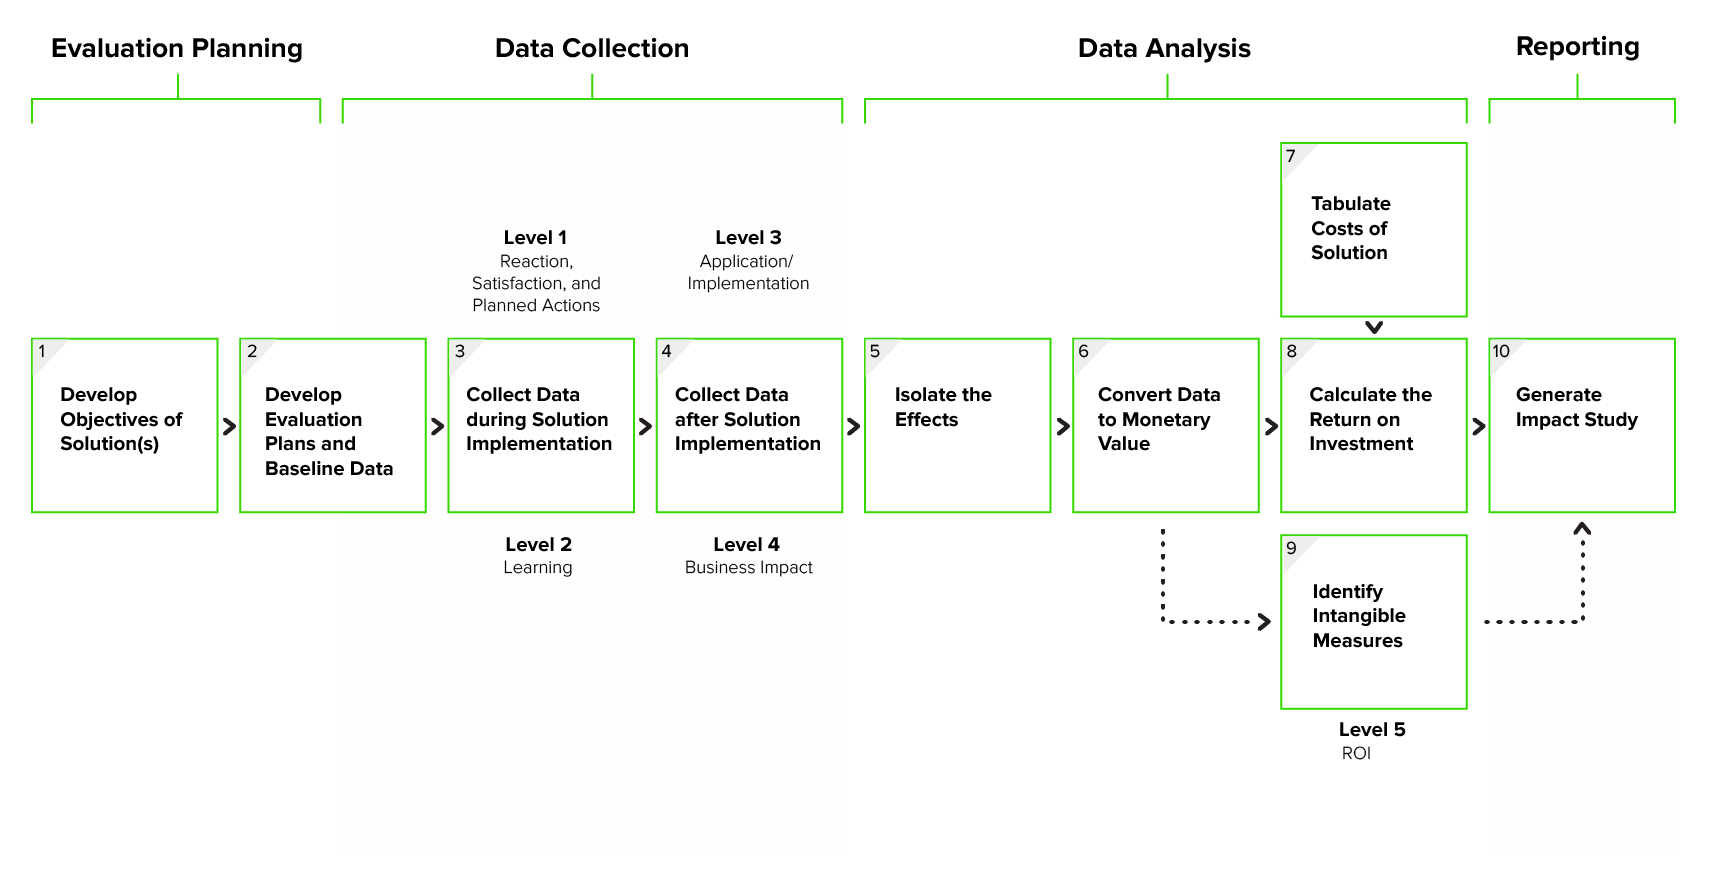 Evaluation Planning
Data Collection
Data Analysis
Reporting
7
Tabulate
Costs of
Solution
Level 1
Reaction,
Satisfaction, and
Planned Actions
Level 3
Application/
Implementation
1
Develop
Objectives of
Solution(s)
2
Develop
Evaluation
Plans and
Baseline Data
3
Collect Data
during Solution
Implementation
4
Collect Data
after Solution
Implementation
5
Isolate the
Effects
6
Convert Data
to Monetary
Value
8
Calculate the
Return on
Investment
10
Generate
Impact Study
Level 2
Learning
Level 4
Business Impact
9
Identify
Intangible
Measures
Level 5
ROI